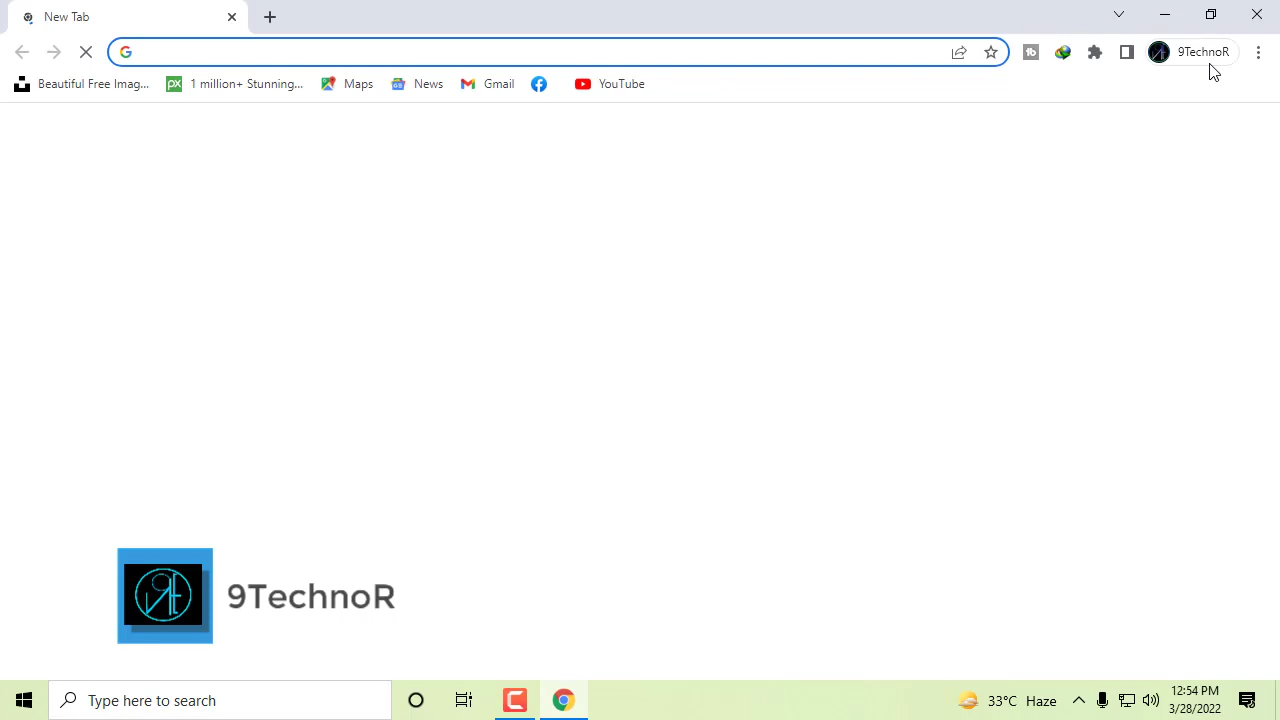 New Tab
9TechnoR
Beautiful Free Imag...
1 million+ Stunning...
Maps
News
Gmail
YouTube
9TechnoR
Type here to search
33°C Haze
12:54 PM
3/28/2022